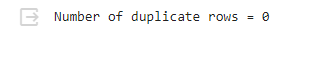 Number of duplicate rows = 0